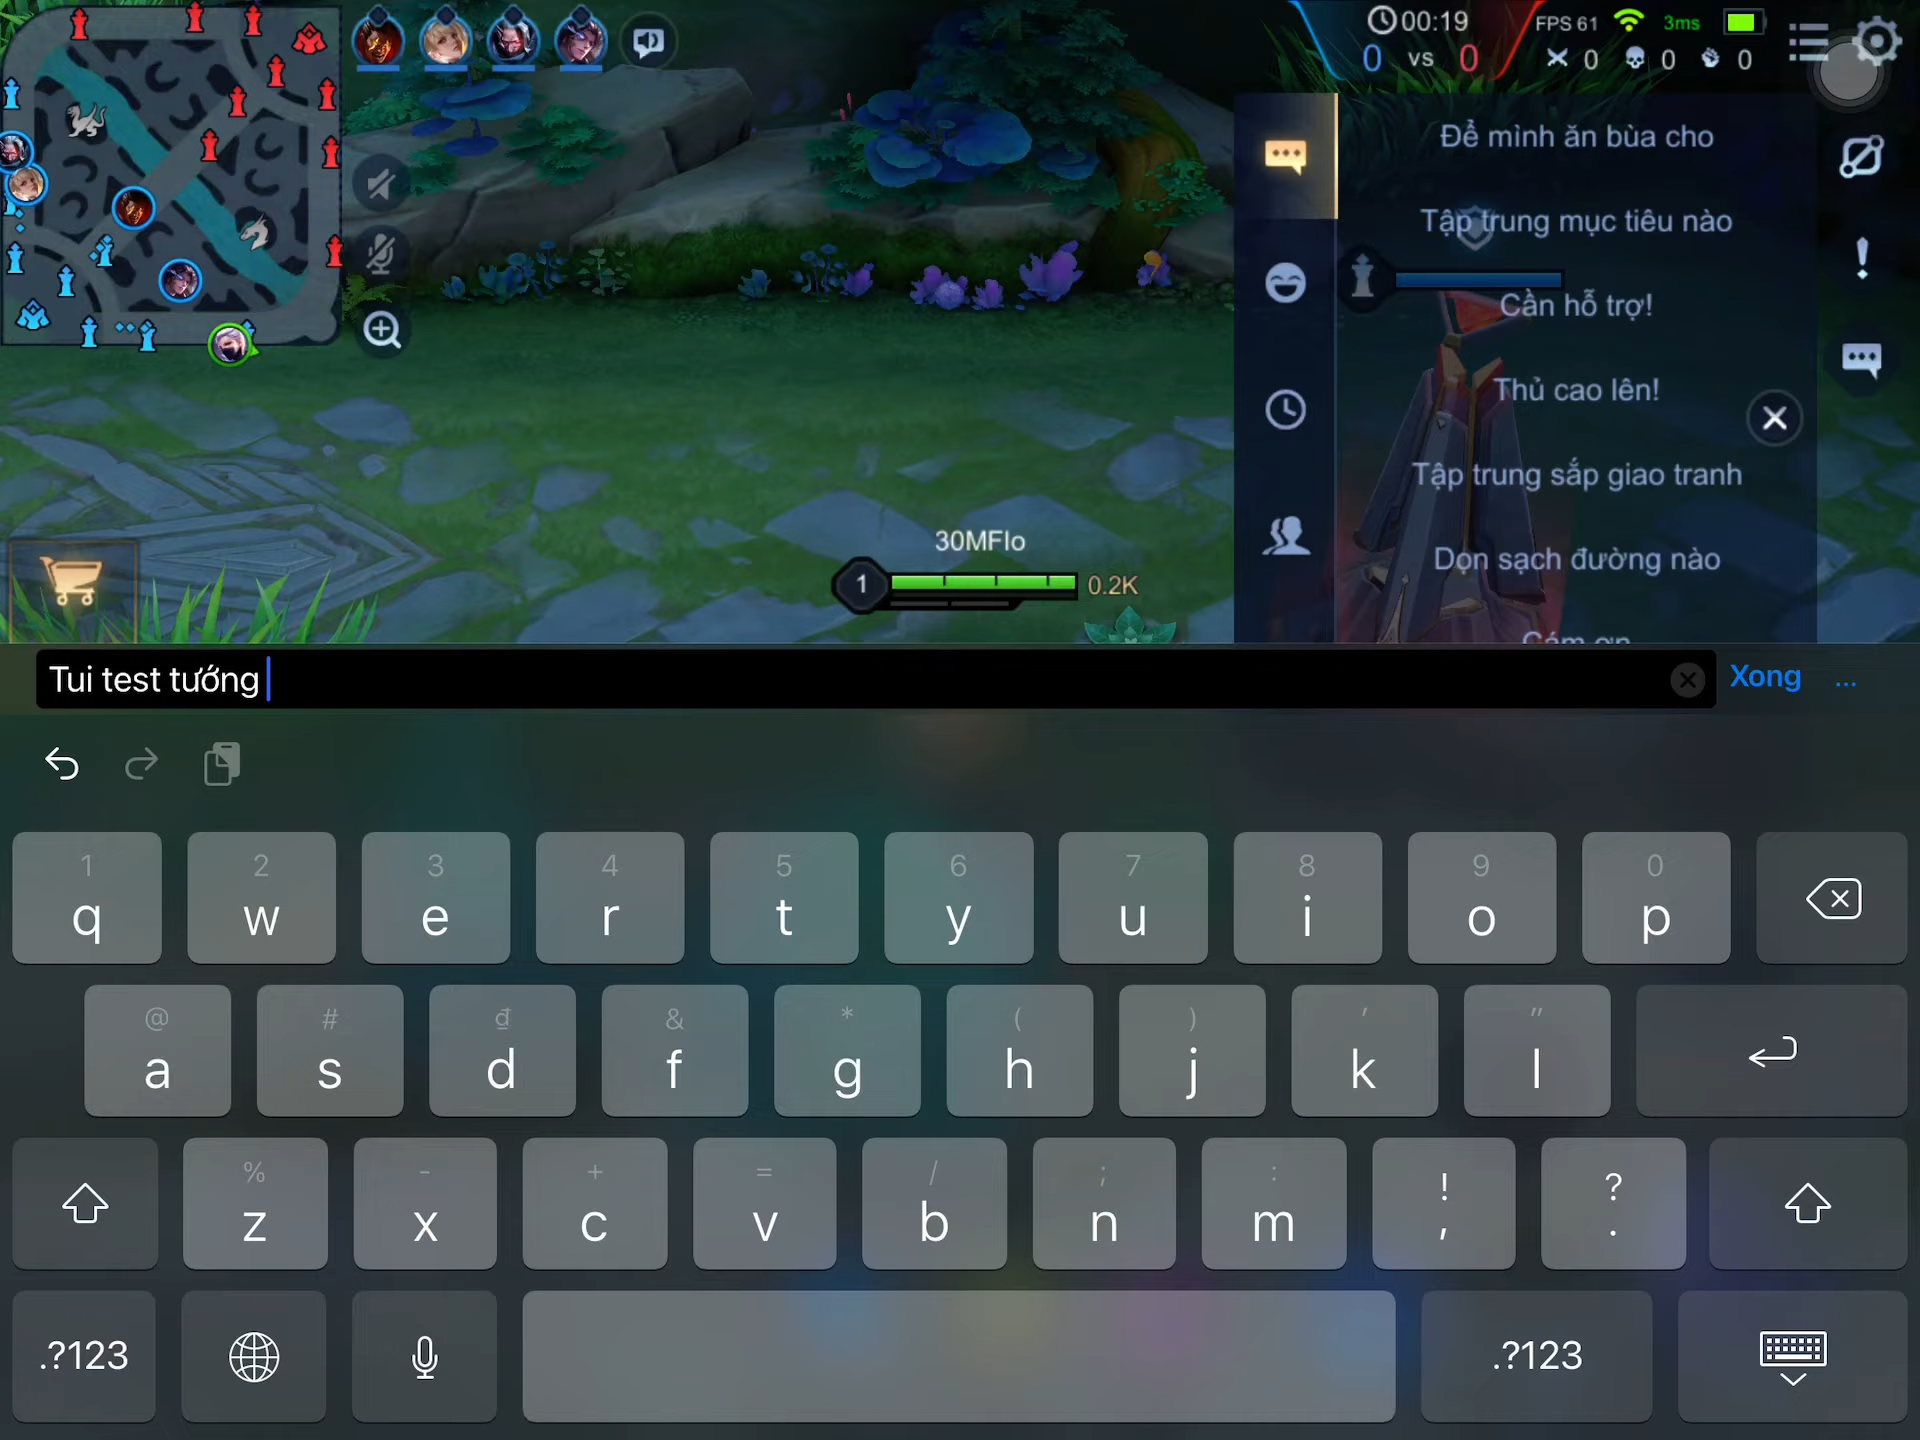 00:19
FPS 61
3ms
0 vs 0
0
0
0
Để mình ăn bùa cho
Tập trung mục tiêu nào
Cần hỗ trợ!
Thủ cao lên!
Tập trung sắp giao tranh
Dọn sạch đường nào
Cám ơn
30MFlo
1
0.2K
Tui test tướng
Xong ...
1 2 3 4 5 6 7 8 9 0
q w e r t y u i o p
@ # ₫ & * ( ) ' "
a s d f g h j k l
% - + = / ; : ! ?
z x c v b n m , .
.?123 .?123